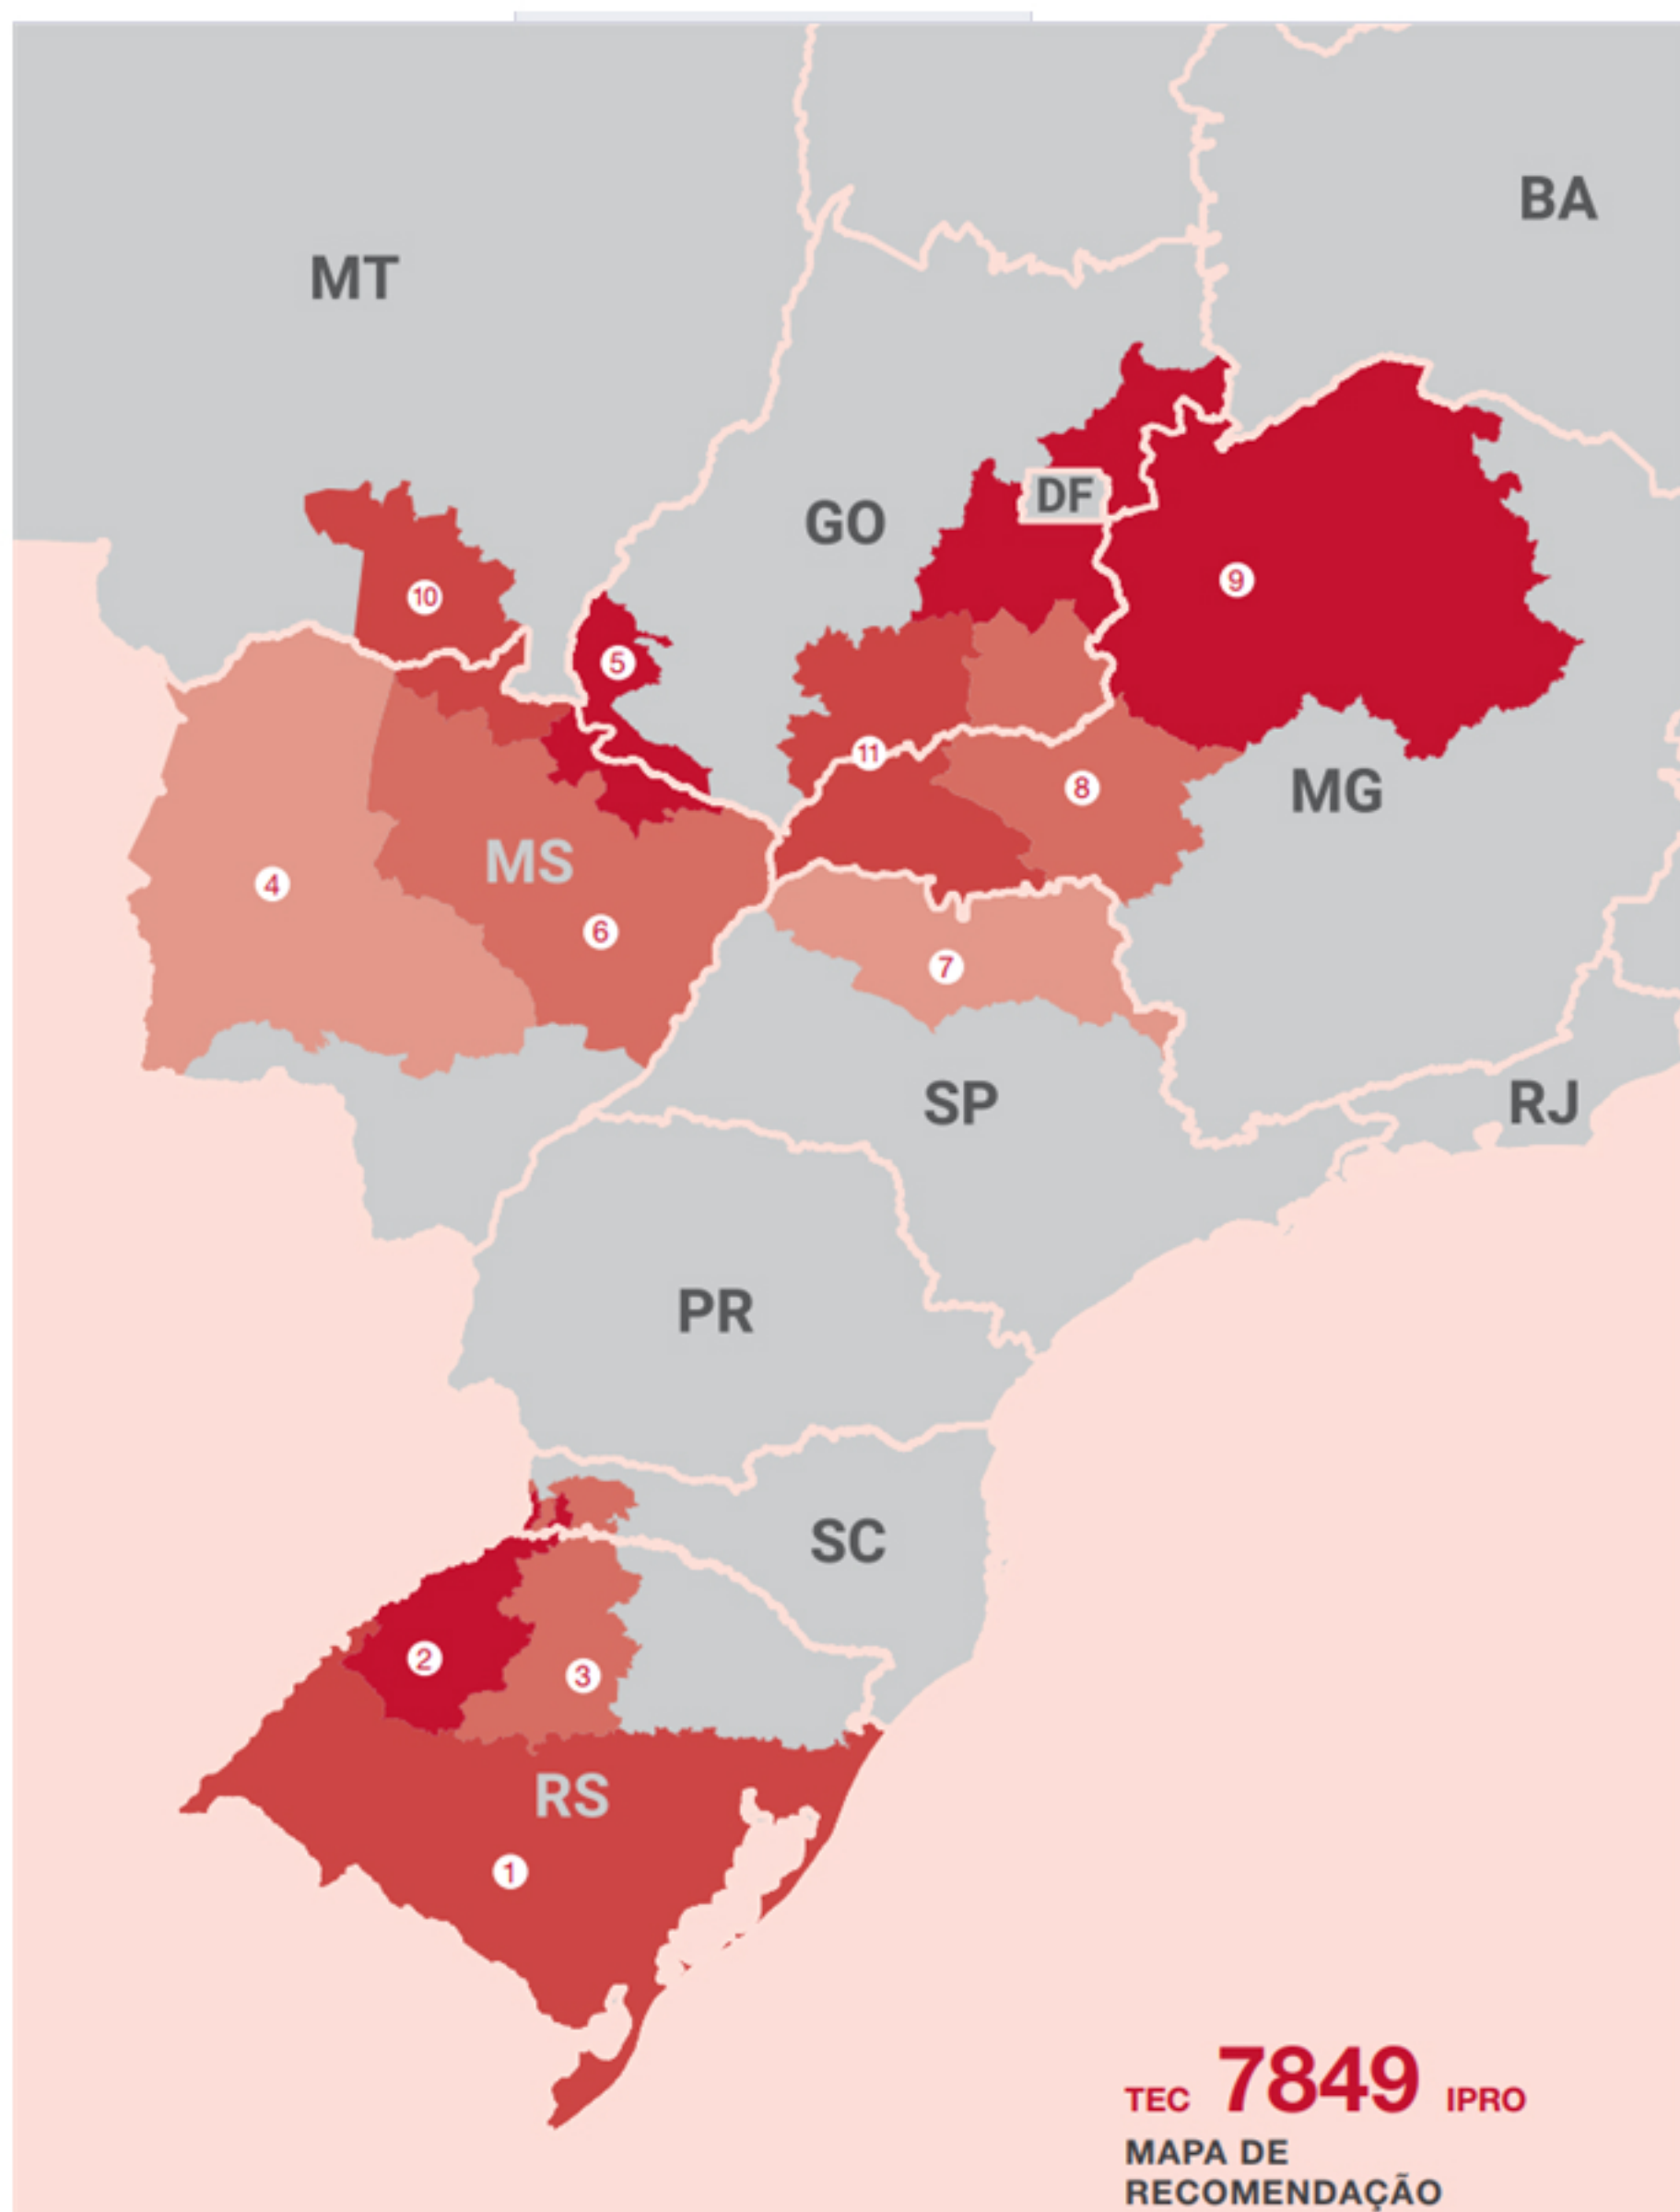 BA
MT
DF
GO
9
10
5
11
8
MG
MS
4
6
7
SP
RJ
PR
SC
2
3
RS
1
TEC 7849 IPRO
MAPA DE
RECOMENDAÇÃO